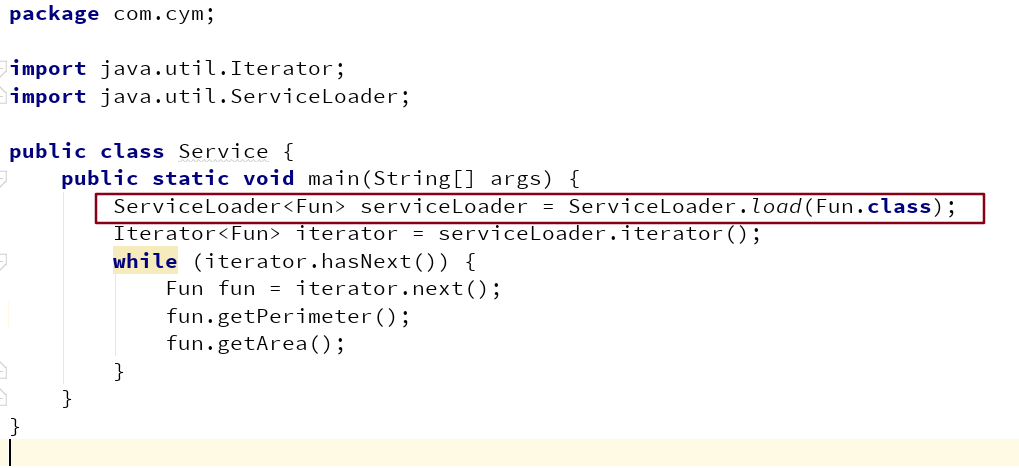 package com.cym;
import java.util.Iterator;
import java.util.ServiceLoader;
public class Service {
public static void main(String[] args) {
ServiceLoader<Fun> serviceLoader = ServiceLoader.load(Fun.class);
Iterator<Fun> iterator = serviceLoader.iterator();
while (iterator.hasNext()) {
Fun fun = iterator.next();
fun.getPerimeter();
fun.getArea();
}
}
}